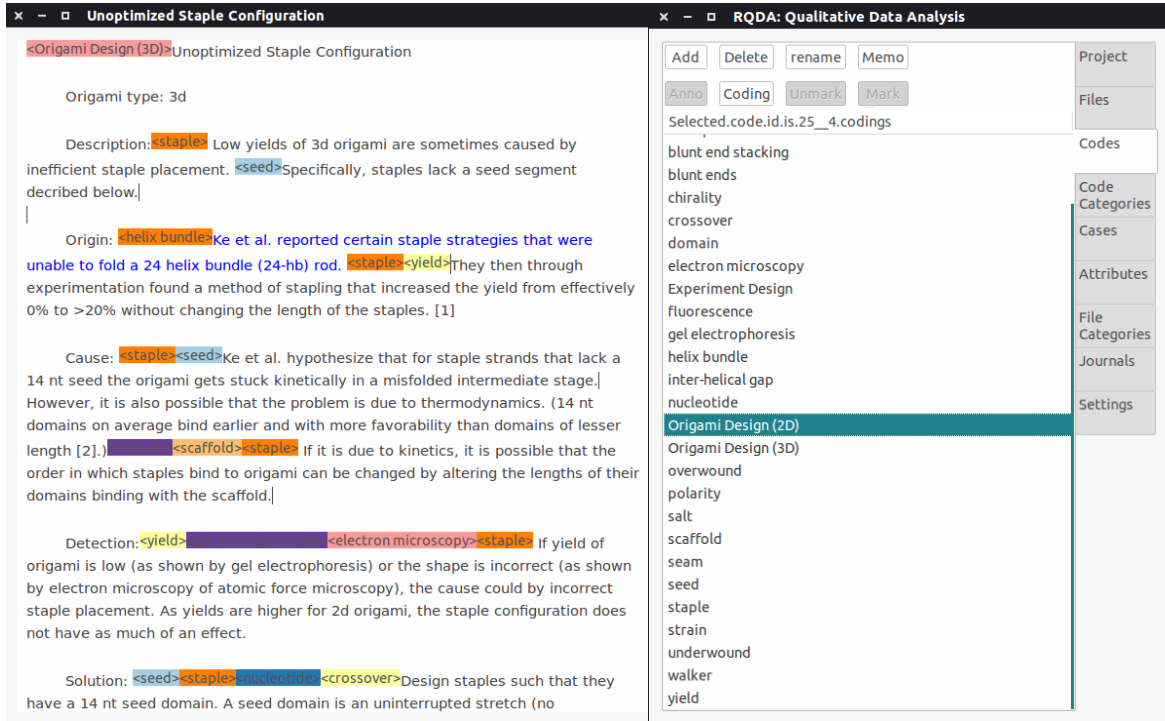 Unoptimized Staple Configuration
<Origami Design (3D)>Unoptimized Staple Configuration
Origami type: 3d
Description:<staple> Low yields of 3d origami are sometimes caused by
inefficient staple placement. <seed>Specifically, staples lack a seed segment
decribed below.
Origin: <helix bundle>Ke et al. reported certain staple strategies that were
unable to fold a 24 helix bundle (24-hb) rod. <staple><yield>They then through
experimentation found a method of stapling that increased the yield from effectively
0% to >20% without changing the length of the staples. [1]
Cause: <staple><seed>Ke et al. hypothesize that for staple strands that lack a
14 nt seed the origami gets stuck kinetically in a misfolded intermediate stage.
However, it is also possible that the problem is due to thermodynamics. (14 nt
domains on average bind earlier and with more favorability than domains of lesser
length [2].)<scaffold><staple> If it is due to kinetics, it is possible that the
order in which staples bind to origami can be changed by altering the lengths of their
domains binding with the scaffold.
Detection:<yield><electron microscopy><staple> If yield of
origami is low (as shown by gel electrophoresis) or the shape is incorrect (as shown
by electron microscopy of atomic force microscopy), the cause could by incorrect
staple placement. As yields are higher for 2d origami, the staple configuration does
not have as much of an effect.
Solution: <seed><staple><nucleotide><crossover>Design staples such that they
have a 14 nt seed domain. A seed domain is an uninterrupted stretch (no
RQDA: Qualitative Data Analysis
Add Delete rename Memo
Anno Coding Unmark Mark
Selected.code.id.is.25__4.codings
blunt end stacking
blunt ends
chirality
crossover
domain
electron microscopy
Experiment Design
fluorescence
gel electrophoresis
helix bundle
inter-helical gap
nucleotide
Origami Design (2D)
Origami Design (3D)
overwound
polarity
salt
scaffold
seam
seed
staple
strain
underwound
walker
yield
Project
Files
Codes
Code
Categories
Cases
Attributes
File
Categories
Journals
Settings